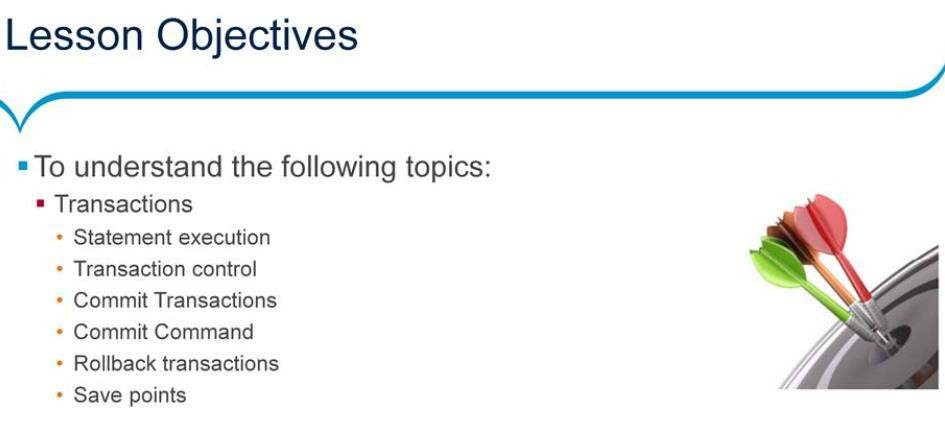 Lesson Objectives
To understand the following topics:
Transactions
Statement execution
Transaction control
Commit Transactions
Commit Command
Rollback transactions
Save points